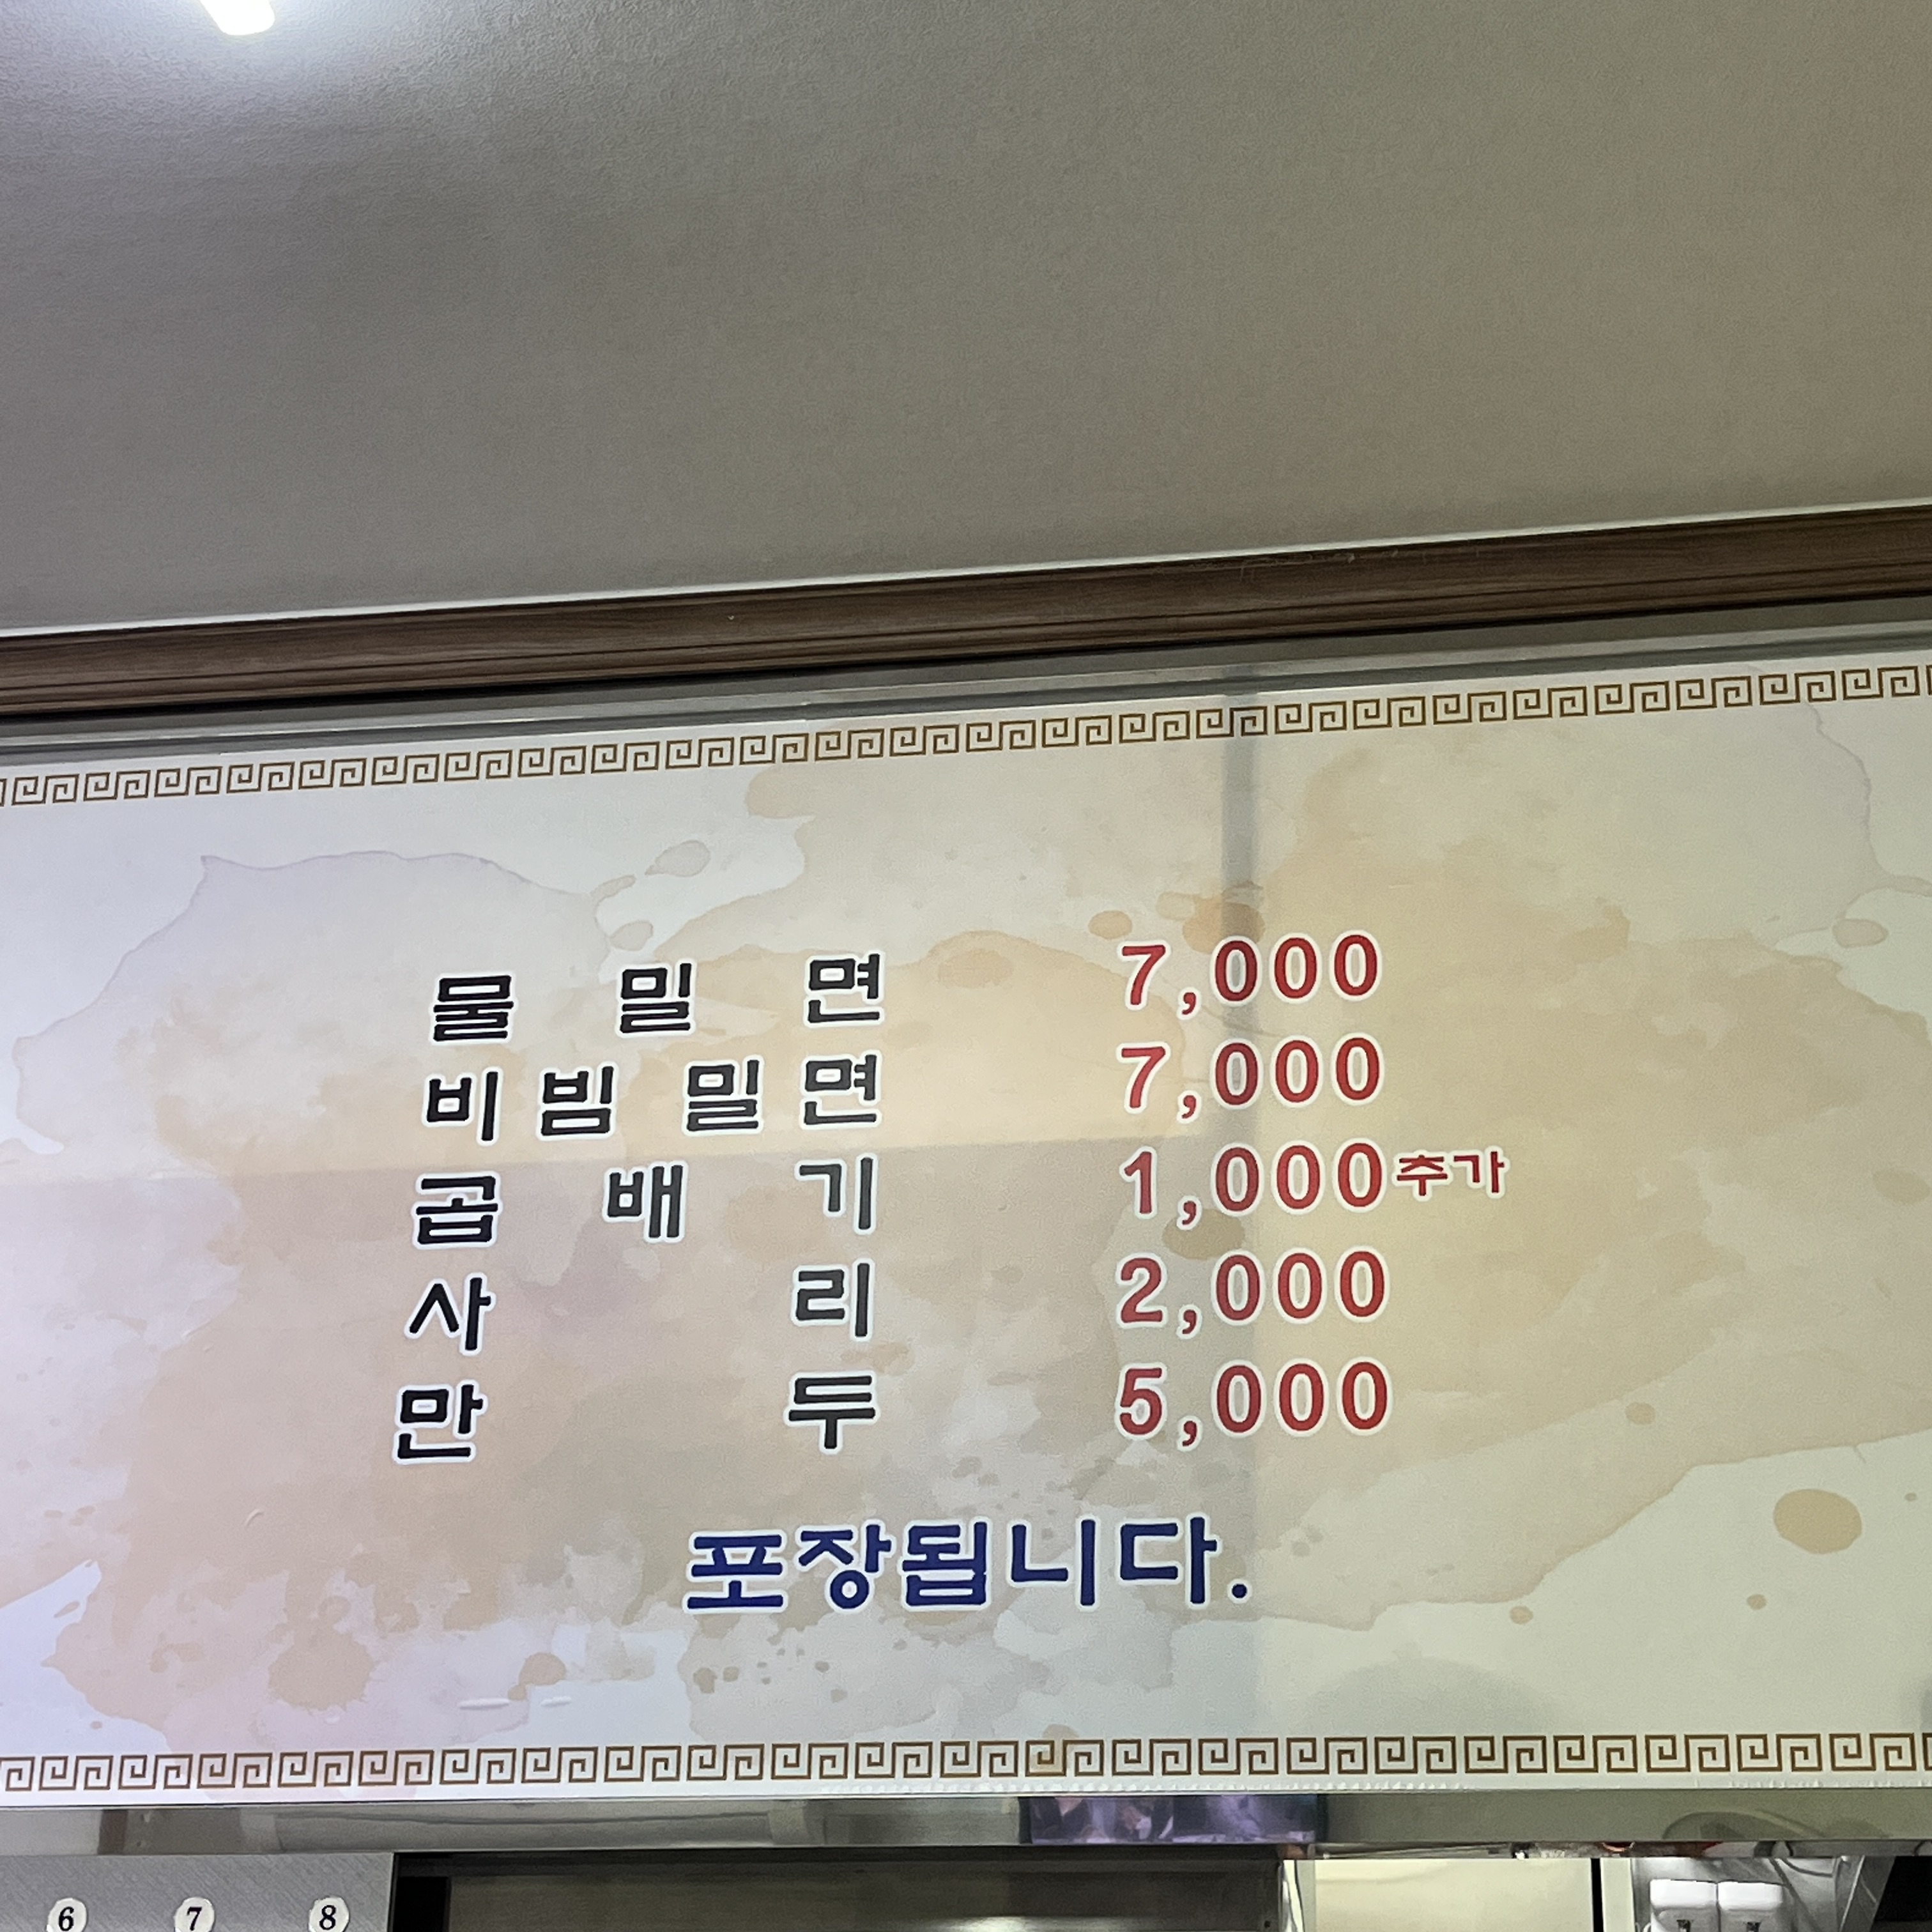 물 밀 면 7,000
비 빔 밀 면 7,000
곱 배 기 1,000추가
사 리 2,000
만 두 5,000
포장됩니다.
6 7 8